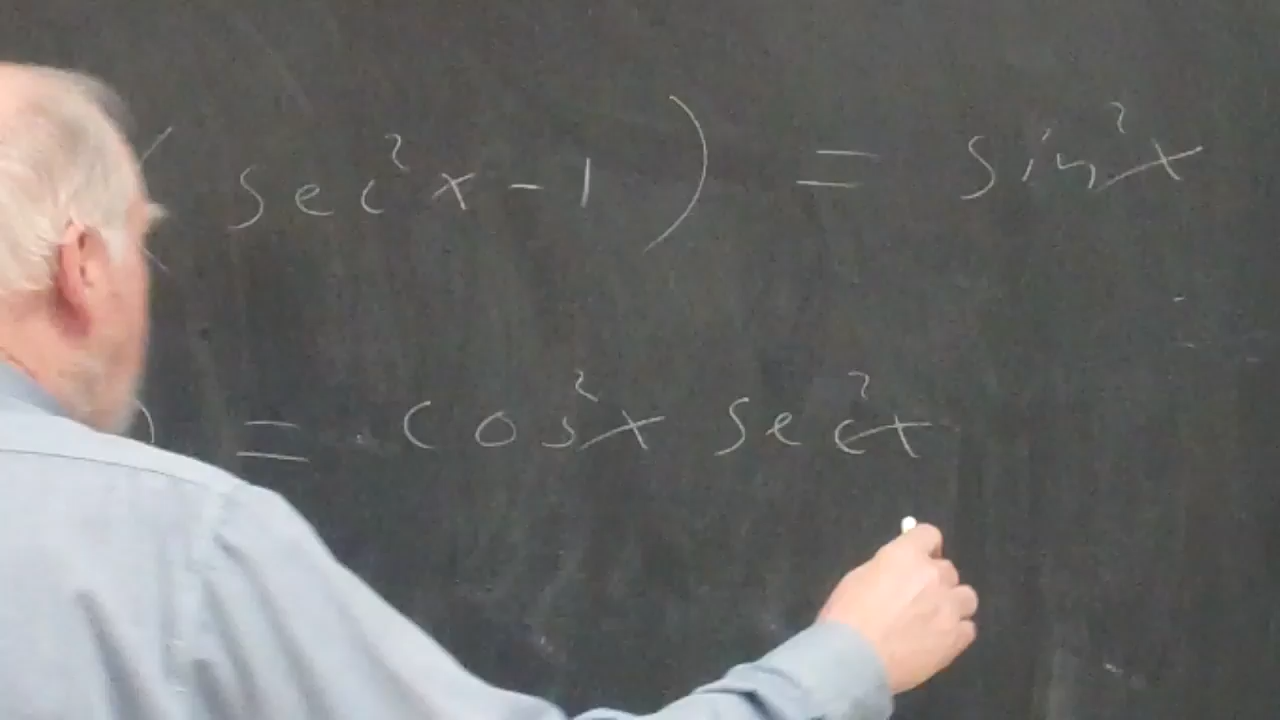 ( sec²x - 1 ) = sin²x
) = cos²x sec²x